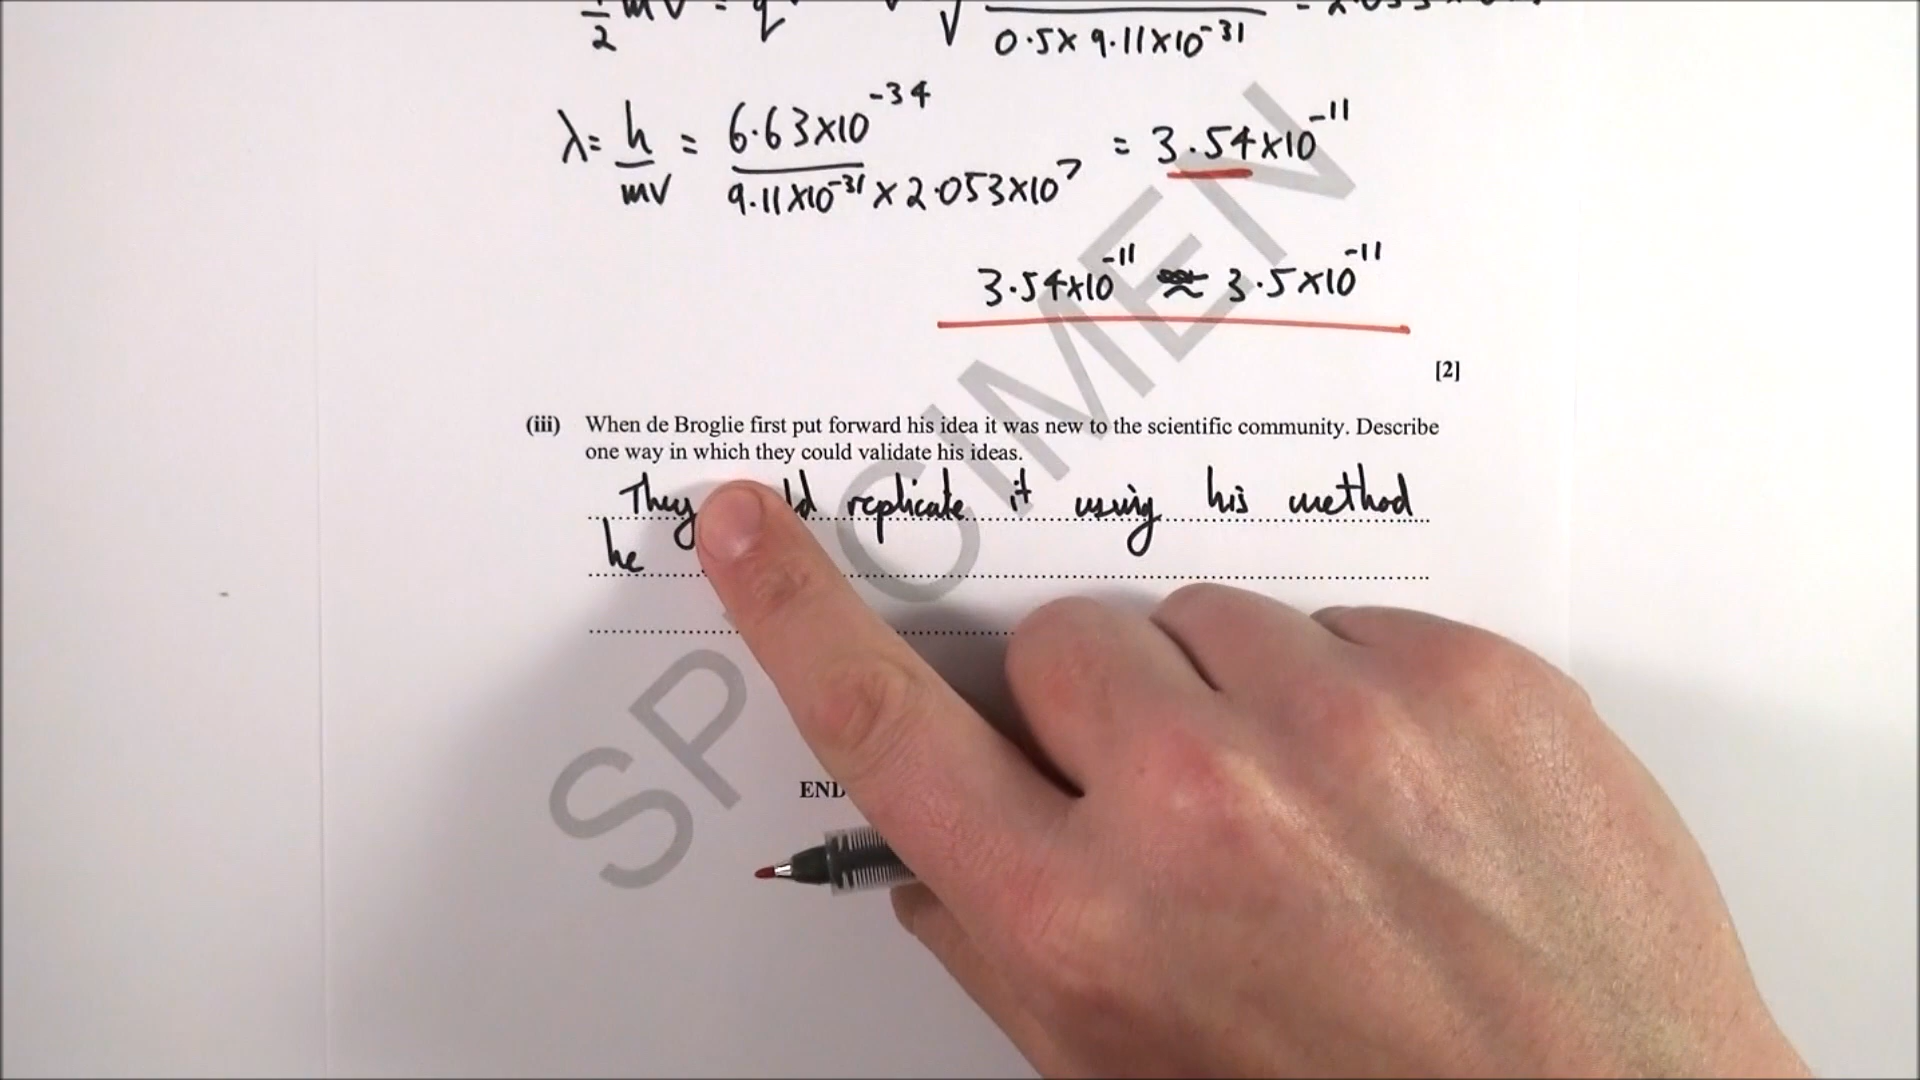 ½mv = q √
0.5 × 9.11×10⁻³¹
λ = h/mv = 6.63×10⁻³⁴ / 9.11×10⁻³¹ × 2.053×10⁷ = 3.54×10⁻¹¹
3.54×10⁻¹¹ ≈ 3.5×10⁻¹¹
[2]
(iii) When de Broglie first put forward his idea it was new to the scientific community. Describe
one way in which they could validate his ideas.
They replicate it using his method
he
END
SPECIMEN